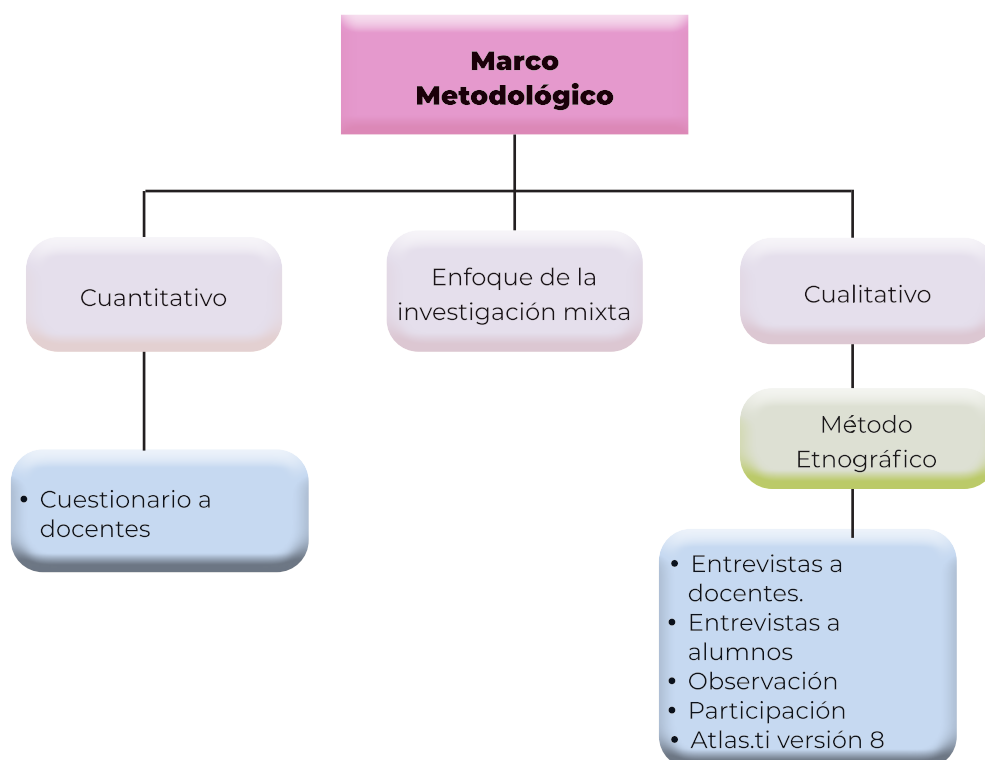 Marco
Metodológico
Cuantitativo
Enfoque de la
investigación mixta
Cualitativo
Método
Etnográfico
• Cuestionario a
docentes
• Entrevistas a
docentes.
• Entrevistas a
alumnos
• Observación
• Participación
• Atlas.ti versión 8